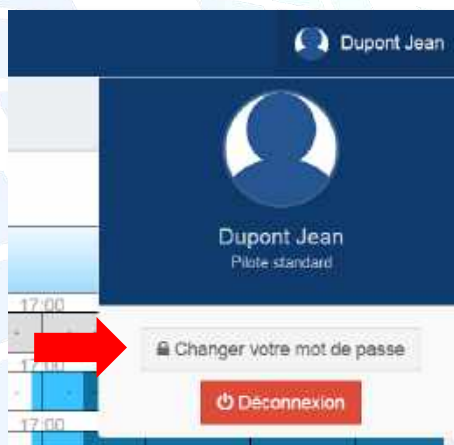 Dupont Jean
Dupont Jean
Pilote standard
17:00
Changer votre mot de passe
17:00
Déconnexion
17:00